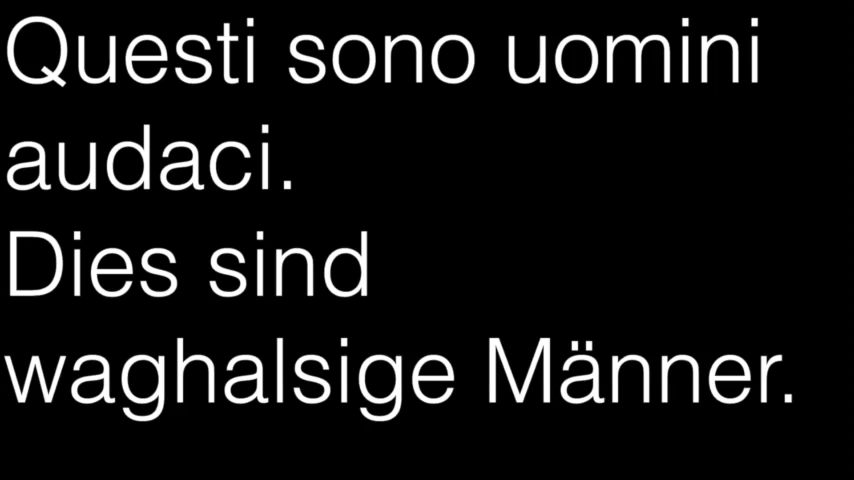 Questi sono uomini
audaci.
Dies sind
waghalsige Männer.